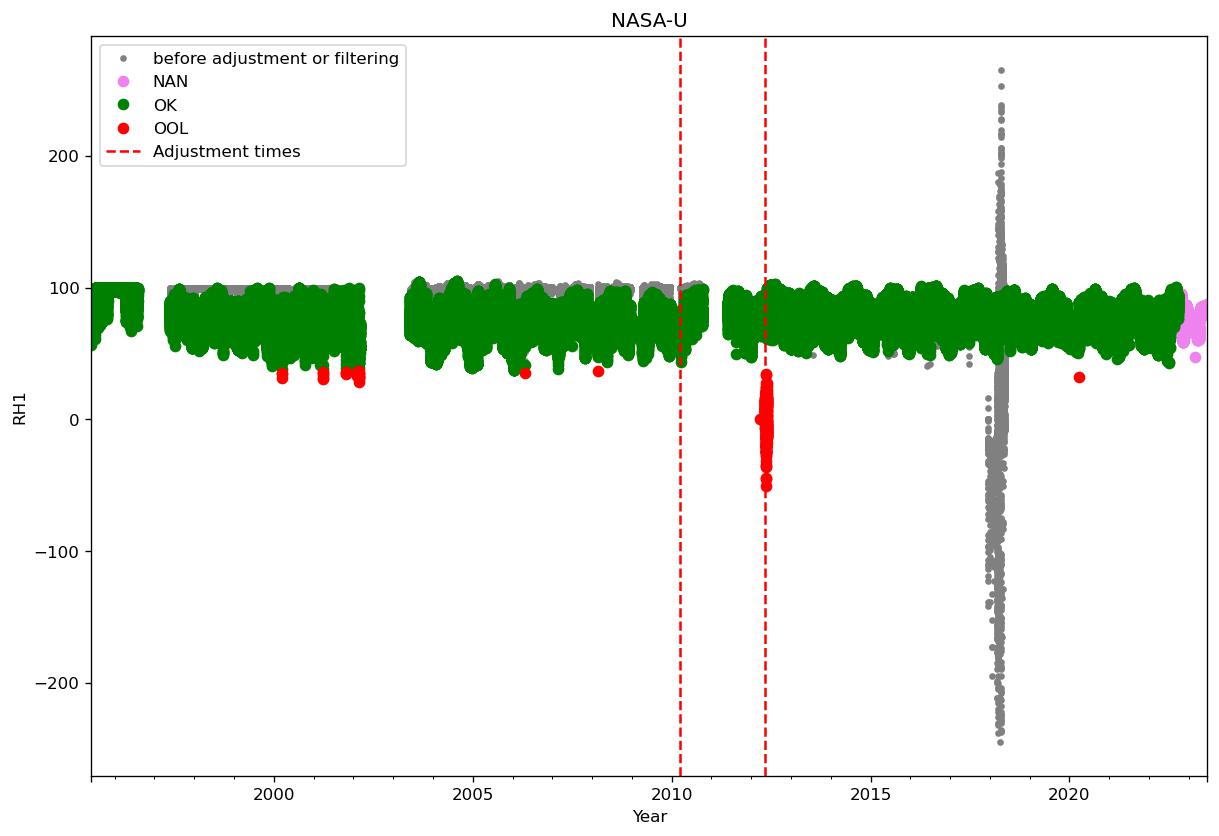 NASA-U
before adjustment or filtering
NAN
OK
OOL
Adjustment times
200
100
0
−100
−200
RH1
2000 2005 2010 2015 2020
Year